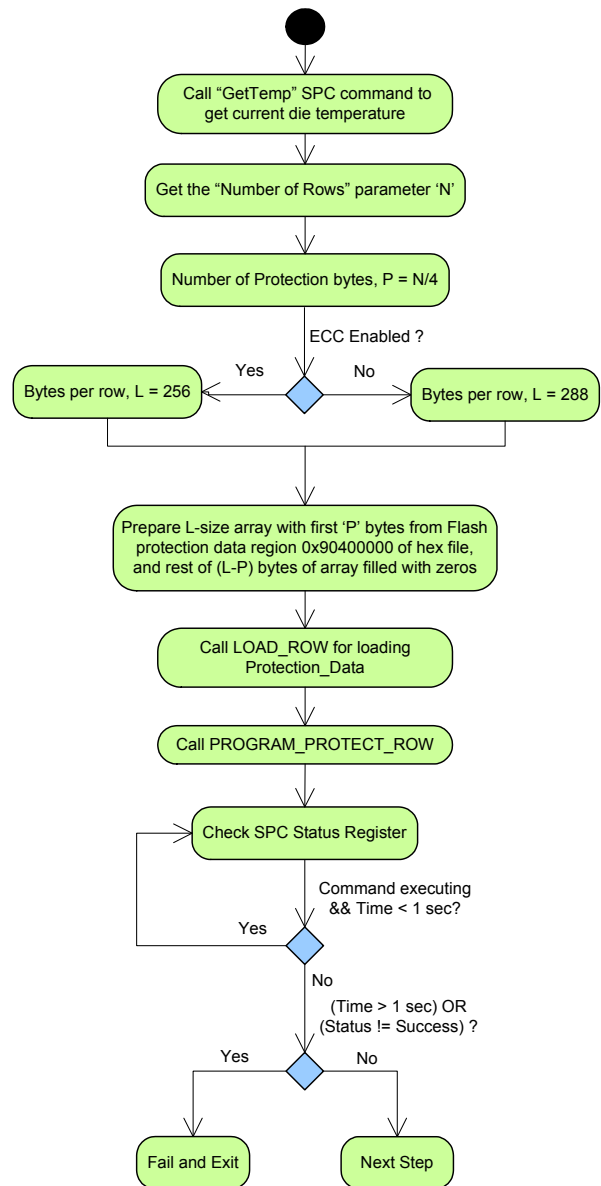 Call “GetTemp” SPC command to
get current die temperature
Get the “Number of Rows” parameter ‘N’
Number of Protection bytes, P = N/4
ECC Enabled ?
Yes
No
Bytes per row, L = 256
Bytes per row, L = 288
Prepare L-size array with first ‘P’ bytes from Flash
protection data region 0x90400000 of hex file,
and rest of (L-P) bytes of array filled with zeros
Call LOAD_ROW for loading
Protection_Data
Call PROGRAM_PROTECT_ROW
Check SPC Status Register
Command executing
&& Time < 1 sec?
Yes
No
(Time > 1 sec) OR
(Status != Success) ?
Yes
No
Fail and Exit
Next Step